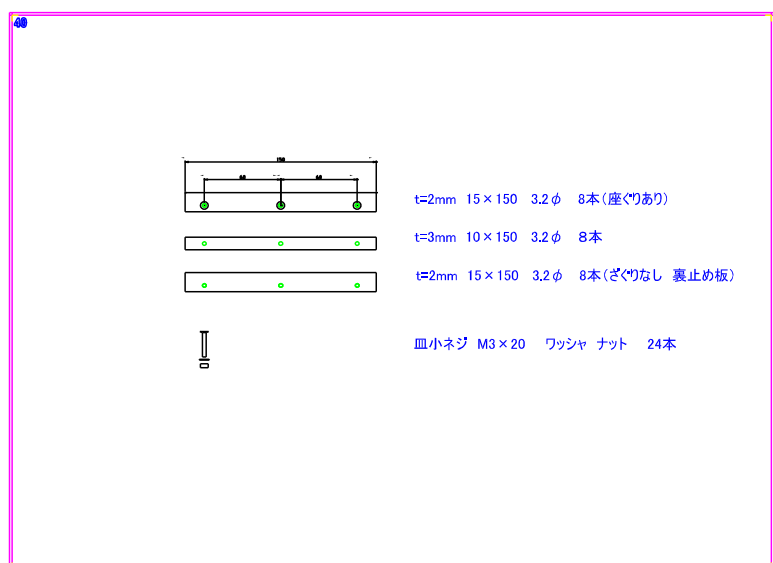 40
150
60 60
t=2mm 15×150 3.2φ 8本(座ぐりあり)
t=3mm 10×150 3.2φ 8本
t=2mm 15×150 3.2φ 8本(ざぐりなし 裏止め板)
皿小ネジ M3×20 ワッシャ ナット 24本